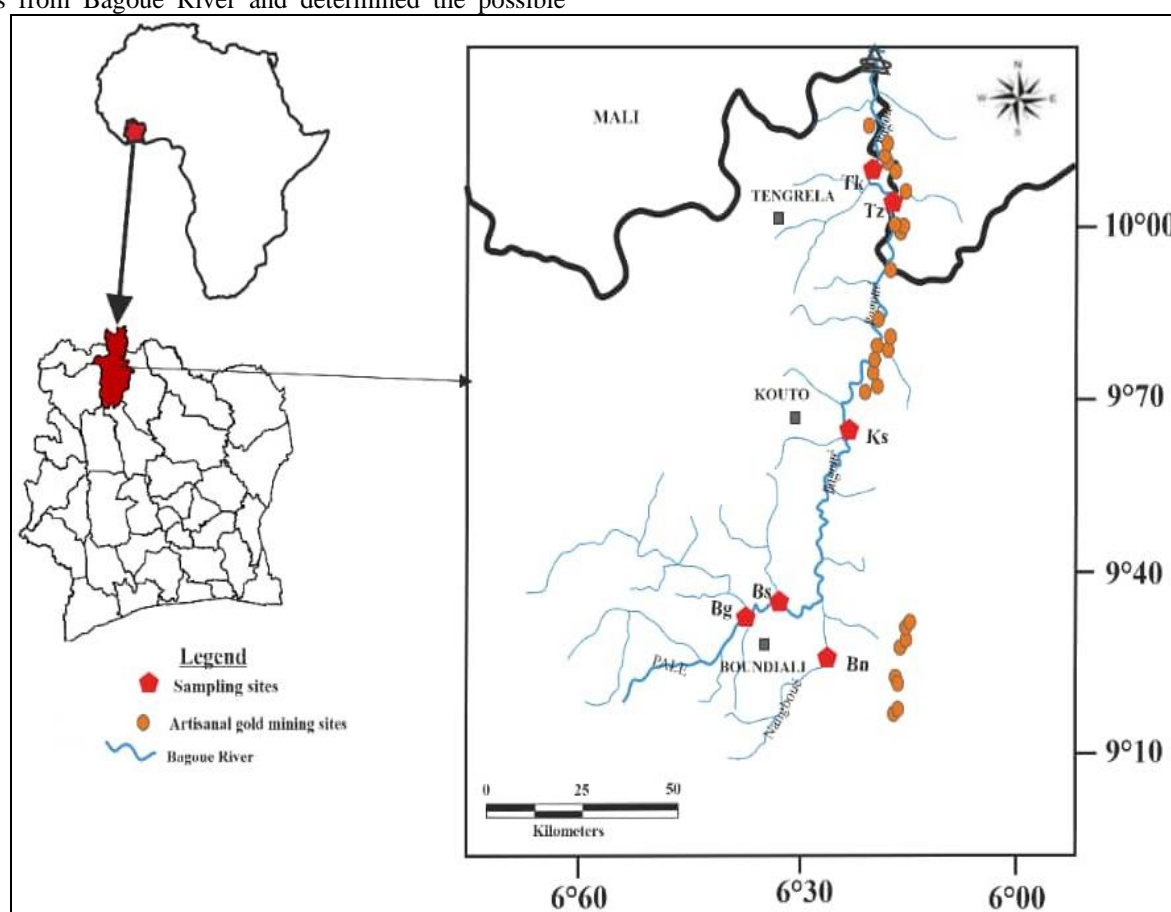 s from Bagoue River and determined the possible
MALI
N
W
E
S
Tk
TENGRELA
Tz
10°00
KOUTO
9°70
Ks
9°40
Bs
Bg
PALE
BOUNDIALI
Bn
9°10
Legend
Sampling sites
Artisanal gold mining sites
Bagoue River
0 25 50
Kilometers
6°60 6°30 6°00